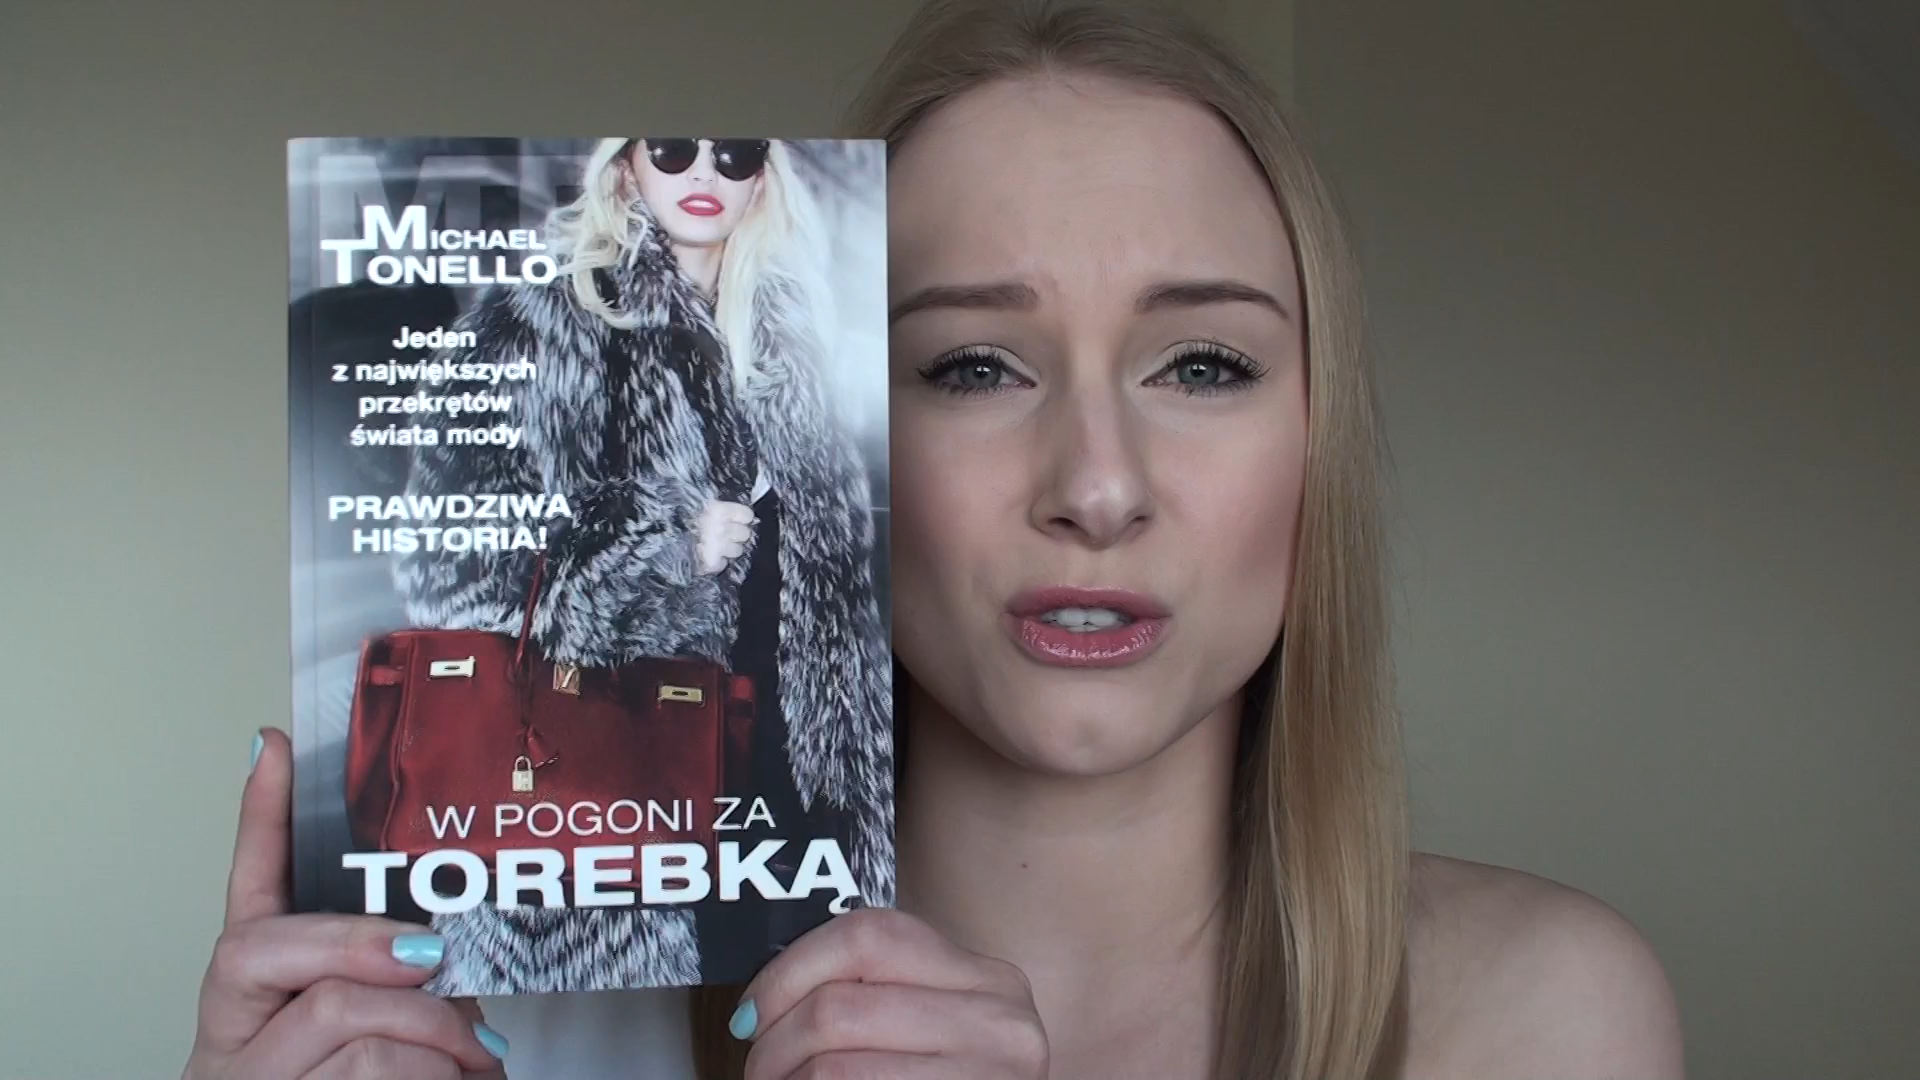 MICHAEL
TONELLO
Jeden
z największych
przekrętów
świata mody
PRAWDZIWA
HISTORIA!
W POGONI ZA
TOREBKĄ